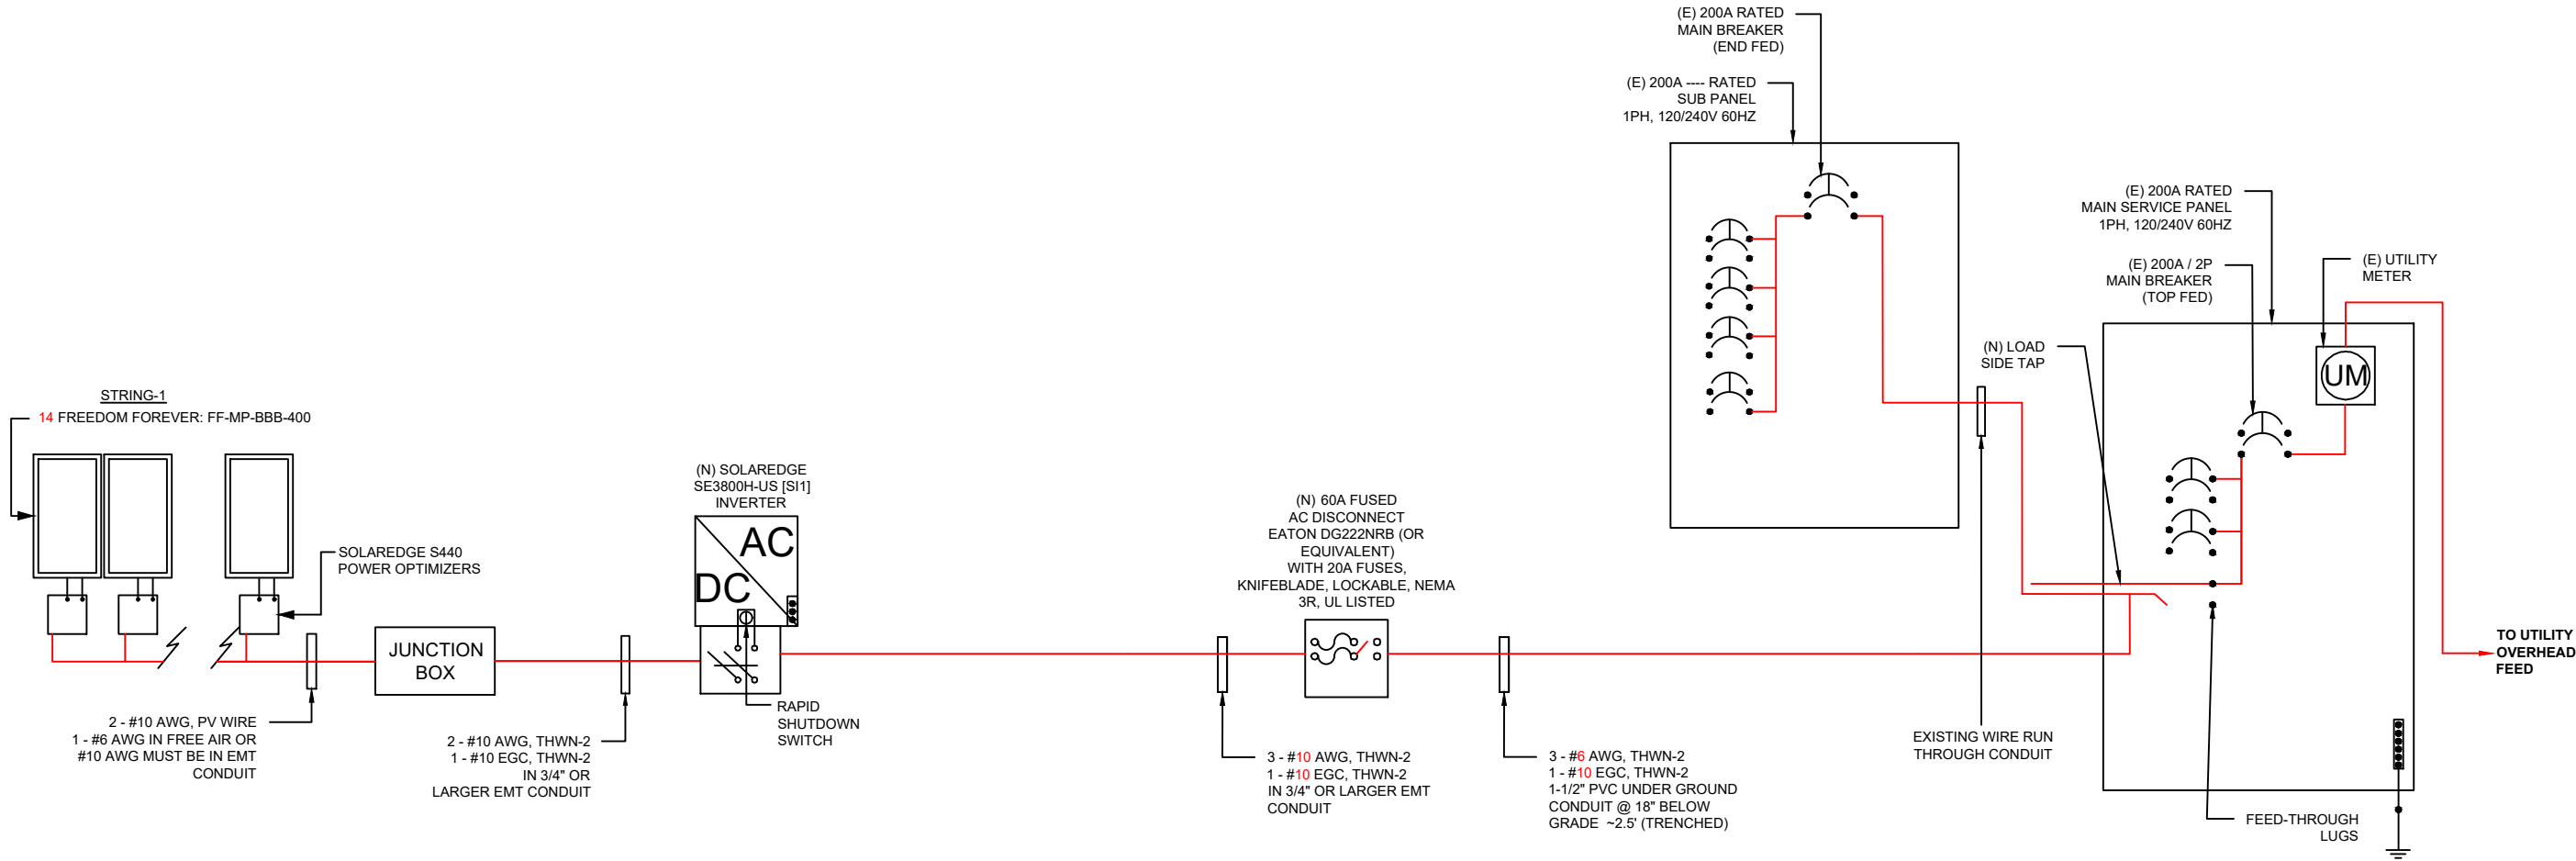 (E) 200A RATED
MAIN BREAKER
(END FED)
(E) 200A ---- RATED
SUB PANEL
1PH, 120/240V 60HZ
(E) 200A RATED
MAIN SERVICE PANEL
1PH, 120/240V 60HZ
(E) 200A / 2P
MAIN BREAKER
(TOP FED)
(E) UTILITY
METER
UM
(N) LOAD
SIDE TAP
STRING-1
14 FREEDOM FOREVER: FF-MP-BBB-400
SOLAREDGE S440
POWER OPTIMIZERS
(N) SOLAREDGE
SE3800H-US [SI1]
INVERTER
AC
DC
(N) 60A FUSED
AC DISCONNECT
EATON DG222NRB (OR
EQUIVALENT)
WITH 20A FUSES,
KNIFEBLADE, LOCKABLE, NEMA
3R, UL LISTED
JUNCTION
BOX
TO UTILITY
OVERHEAD
FEED
2 - #10 AWG, PV WIRE
1 - #6 AWG IN FREE AIR OR
#10 AWG MUST BE IN EMT
CONDUIT
2 - #10 AWG, THWN-2
1 - #10 EGC, THWN-2
IN 3/4" OR
LARGER EMT CONDUIT
RAPID
SHUTDOWN
SWITCH
3 - #10 AWG, THWN-2
1 - #10 EGC, THWN-2
IN 3/4" OR LARGER EMT
CONDUIT
3 - #6 AWG, THWN-2
1 - #10 EGC, THWN-2
1-1/2" PVC UNDER GROUND
CONDUIT @ 18" BELOW
GRADE ~2.5' (TRENCHED)
EXISTING WIRE RUN
THROUGH CONDUIT
FEED-THROUGH
LUGS